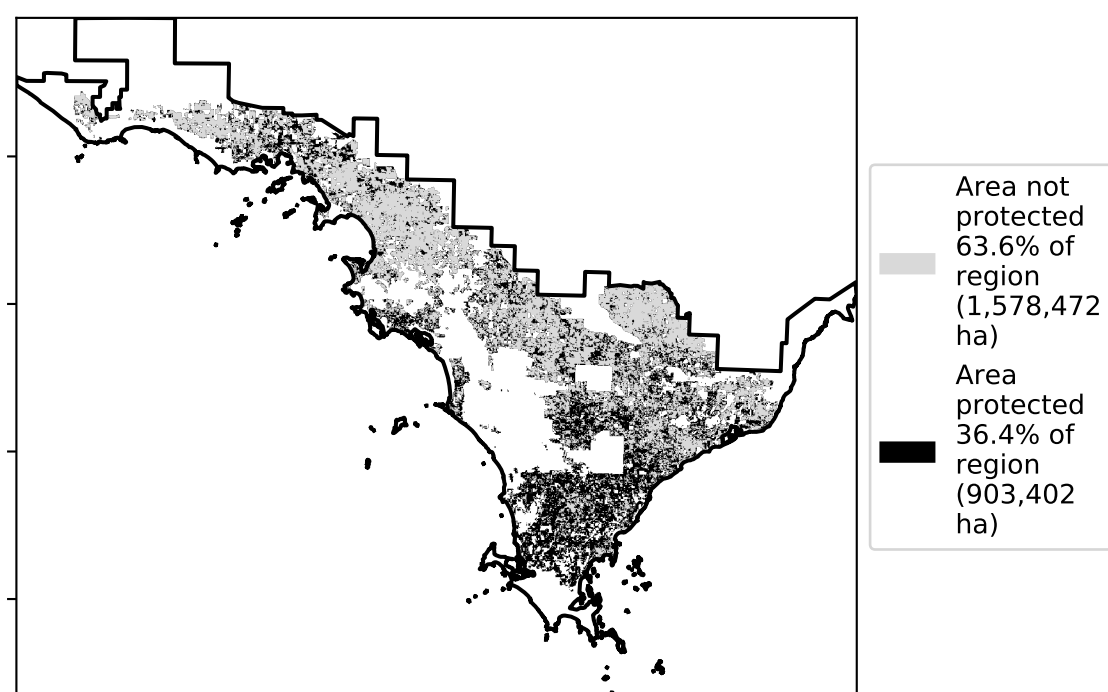 Area not
protected
63.6% of
region
(1,578,472
ha)
Area
protected
36.4% of
region
(903,402
ha)